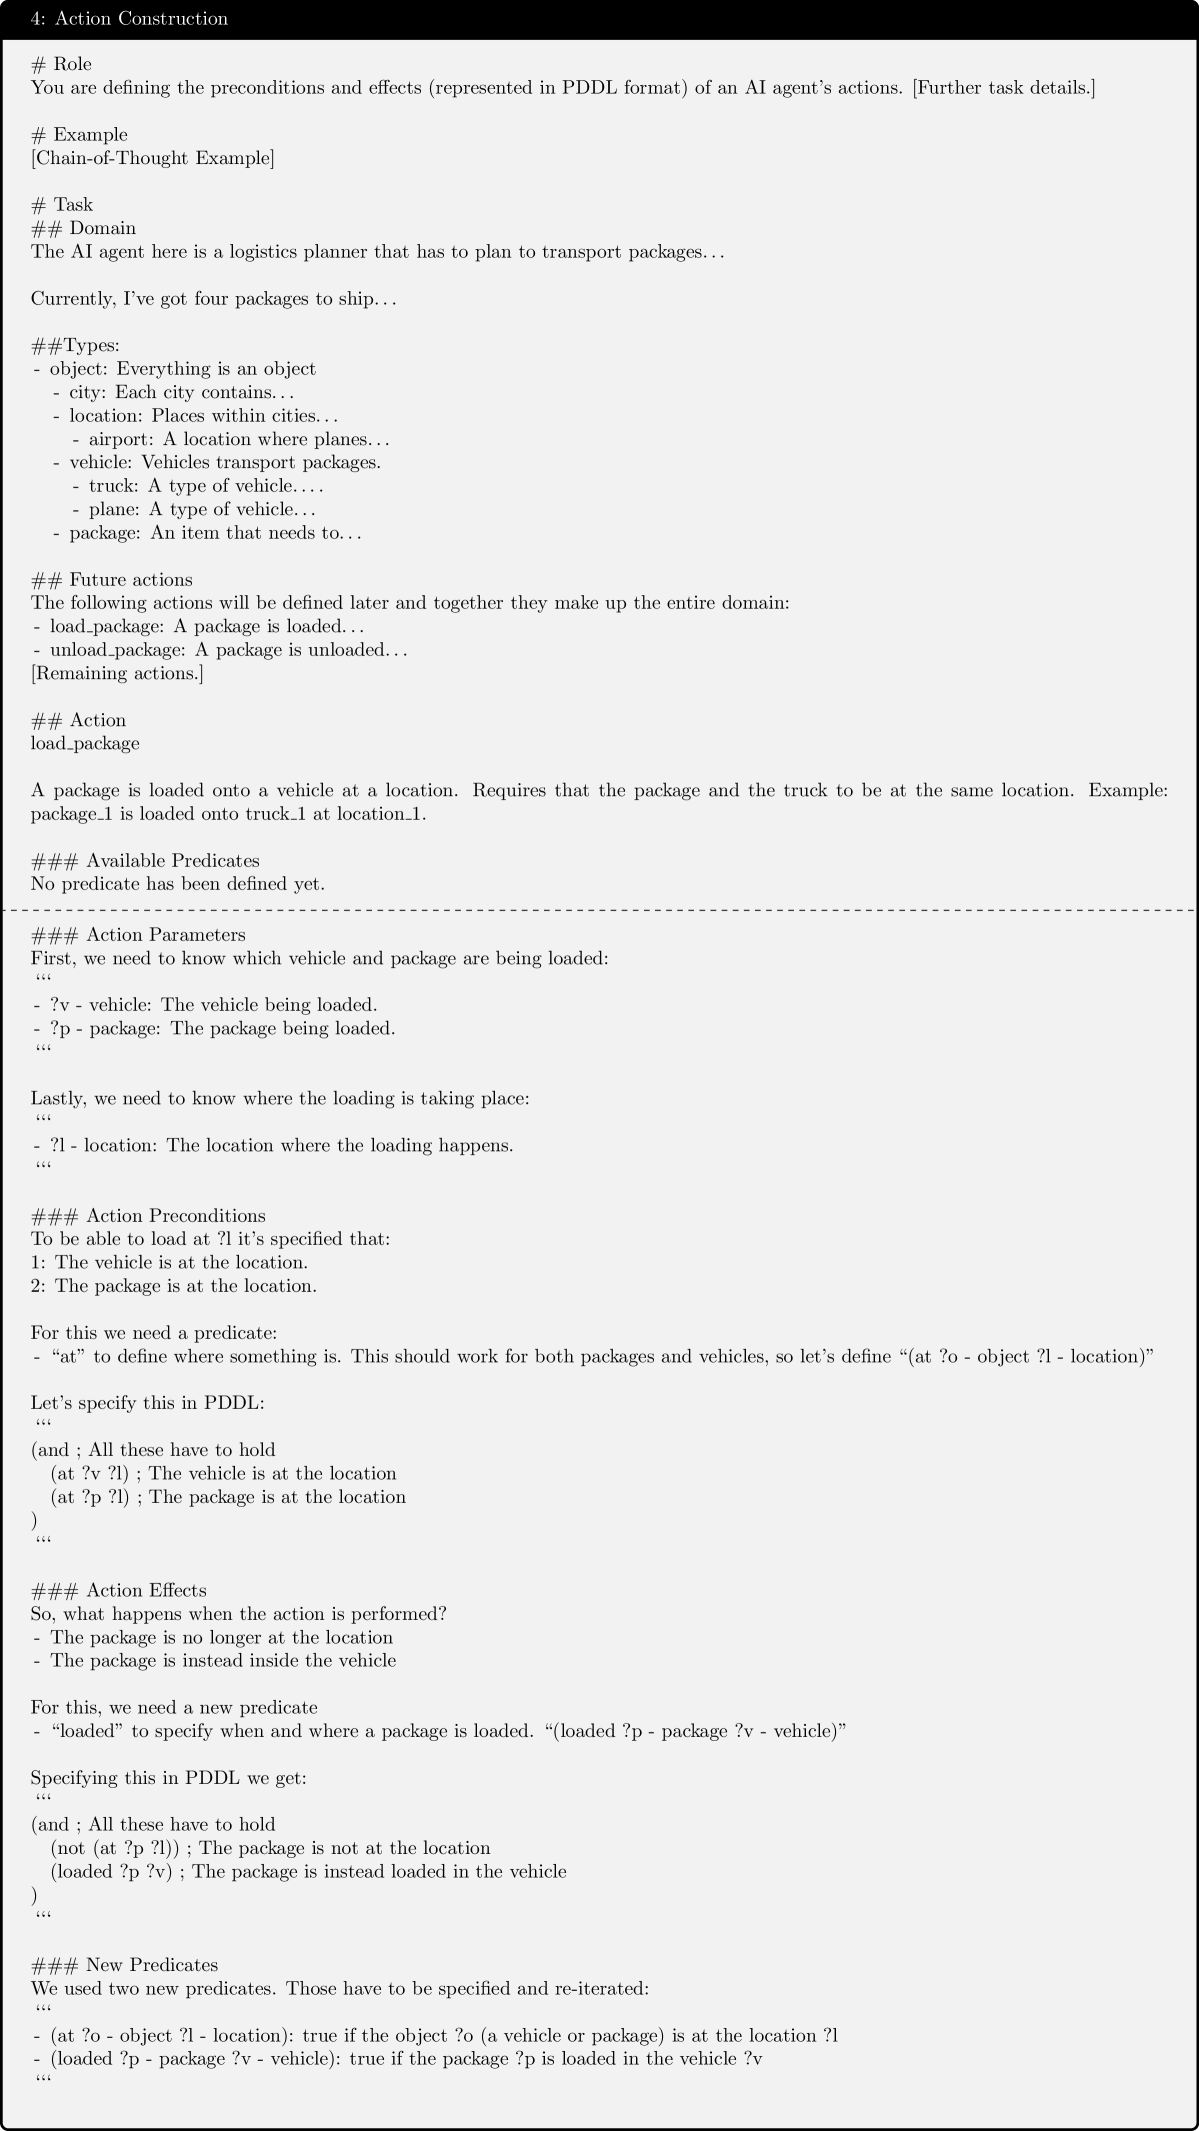 4: Action Construction
# Role
You are defining the preconditions and effects (represented in PDDL format) of an AI agent's actions. [Further task details.]
# Example
[Chain-of-Thought Example]
# Task
## Domain
The AI agent here is a logistics planner that has to plan to transport packages...
Currently, I've got four packages to ship...
##Types:
- object: Everything is an object
- city: Each city contains...
- location: Places within cities...
- airport: A location where planes...
- vehicle: Vehicles transport packages.
- truck: A type of vehicle....
- plane: A type of vehicle...
- package: An item that needs to...
## Future actions
The following actions will be defined later and together they make up the entire domain:
- load_package: A package is loaded...
- unload_package: A package is unloaded...
[Remaining actions.]
## Action
load_package
A package is loaded onto a vehicle at a location. Requires that the package and the truck to be at the same location. Example:
package_1 is loaded onto truck_1 at location_1.
### Available Predicates
No predicate has been defined yet.
### Action Parameters
First, we need to know which vehicle and package are being loaded:
‘‘‘
- ?v - vehicle: The vehicle being loaded.
- ?p - package: The package being loaded.
‘‘‘
Lastly, we need to know where the loading is taking place:
‘‘‘
- ?l - location: The location where the loading happens.
‘‘‘
### Action Preconditions
To be able to load at ?l it's specified that:
1: The vehicle is at the location.
2: The package is at the location.
For this we need a predicate:
- “at” to define where something is. This should work for both packages and vehicles, so let's define “(at ?o - object ?l - location)”
Let's specify this in PDDL:
‘‘‘
(and ; All these have to hold
(at ?v ?l) ; The vehicle is at the location
(at ?p ?l) ; The package is at the location
)
‘‘‘
### Action Effects
So, what happens when the action is performed?
- The package is no longer at the location
- The package is instead inside the vehicle
For this, we need a new predicate
- “loaded” to specify when and where a package is loaded. “(loaded ?p - package ?v - vehicle)”
Specifying this in PDDL we get:
‘‘‘
(and ; All these have to hold
(not (at ?p ?l)) ; The package is not at the location
(loaded ?p ?v) ; The package is instead loaded in the vehicle
)
‘‘‘
### New Predicates
We used two new predicates. Those have to be specified and re-iterated:
‘‘‘
- (at ?o - object ?l - location): true if the object ?o (a vehicle or package) is at the location ?l
- (loaded ?p - package ?v - vehicle): true if the package ?p is loaded in the vehicle ?v
‘‘‘